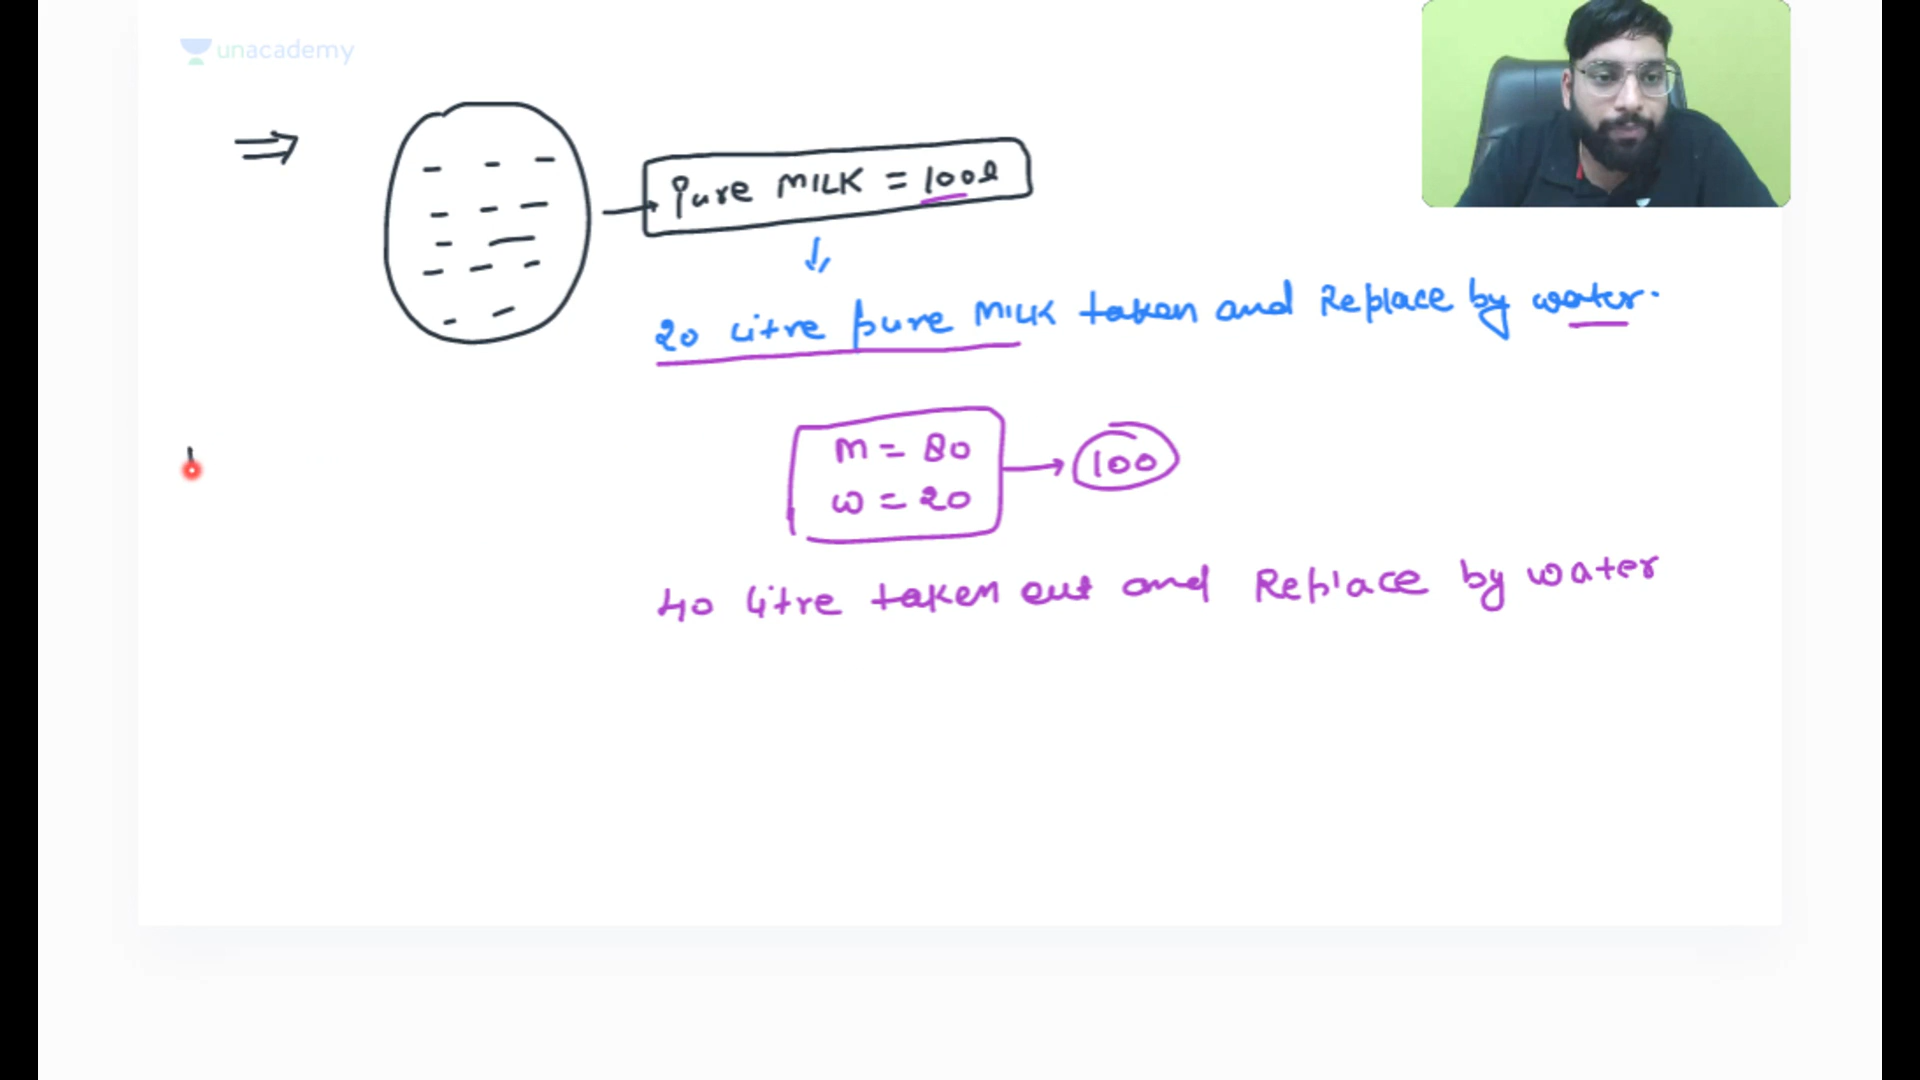 unacademy
Pure MILK = 100l
20 litre pure MILK taken and Replace by water.
M = 80
W = 20
100
40 litre taken out and Replace by water